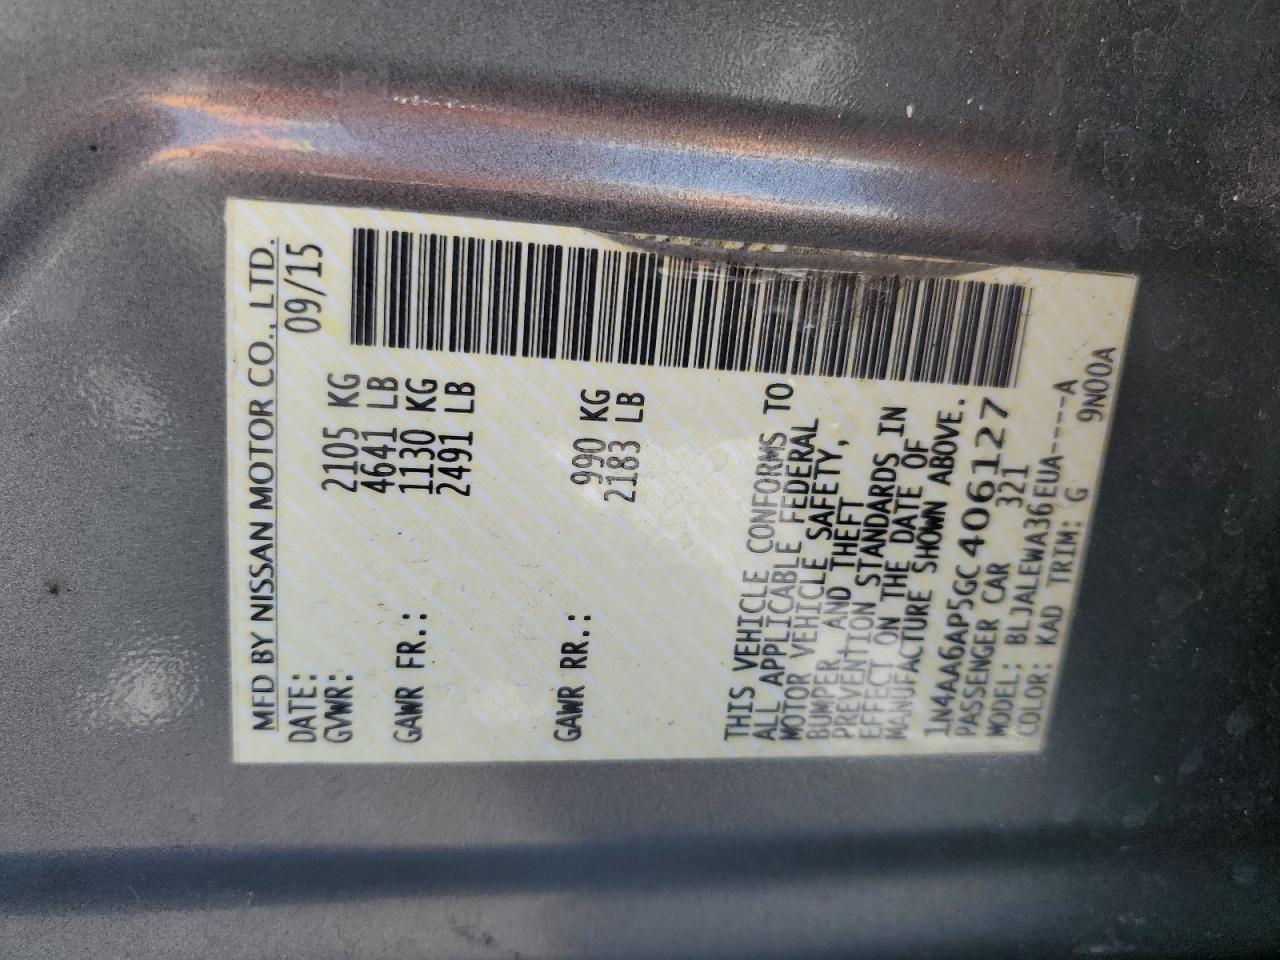 MFD BY NISSAN MOTOR CO., LTD.
DATE: 09/15
GVWR: 2105 KG
4641 LB
GAWR FR.: 1130 KG
2491 LB
GAWR RR.: 990 KG
2183 LB
THIS VEHICLE CONFORMS TO
ALL APPLICABLE FEDERAL
MOTOR VEHICLE SAFETY,
BUMPER, AND THEFT
PREVENTION STANDARDS IN
EFFECT ON THE DATE OF
MANUFACTURE SHOWN ABOVE.
1N4AA6AP5GC406127
PASSENGER CAR 321
MODEL: BLJALEWA36EUA-----A
COLOR: KAD TRIM: G 9N00A